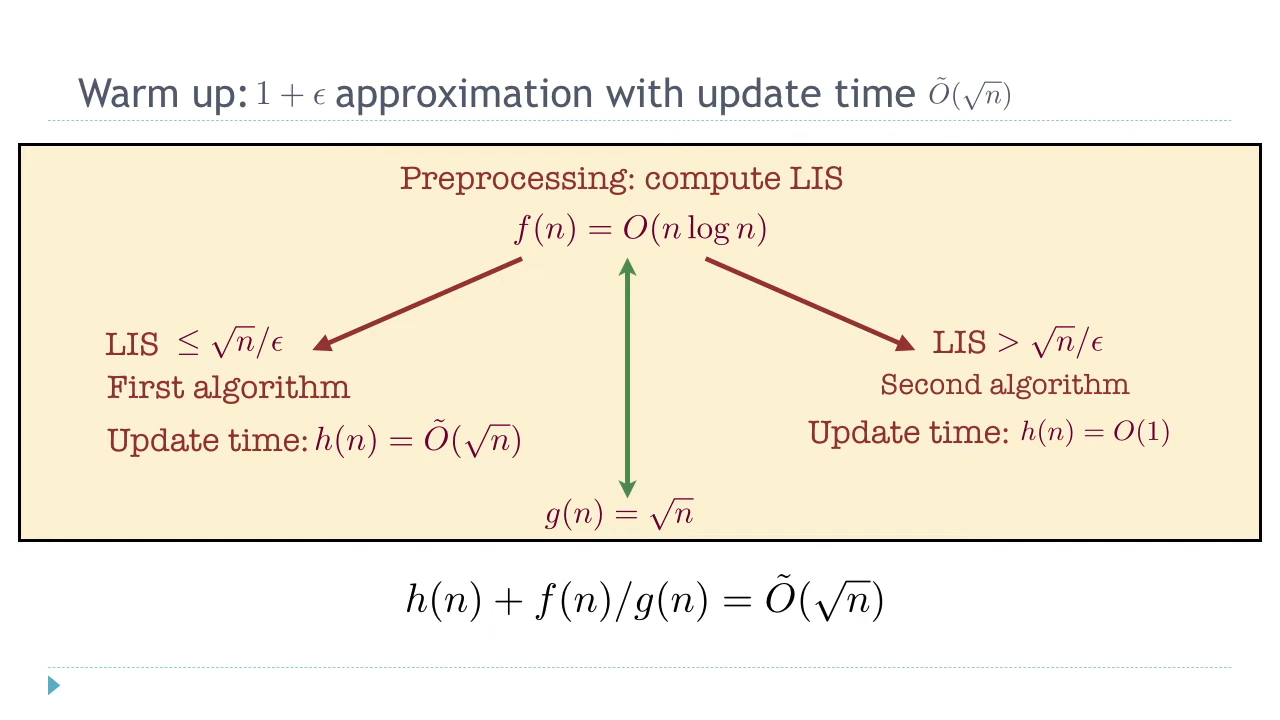 Warm up: 1 + ϵ approximation with update time Õ(√n)
Preprocessing: compute LIS
f(n) = O(n log n)
LIS ≤ √n/ϵ
First algorithm
Update time: h(n) = Õ(√n)
LIS > √n/ϵ
Second algorithm
Update time: h(n) = O(1)
g(n) = √n
h(n) + f(n)/g(n) = Õ(√n)